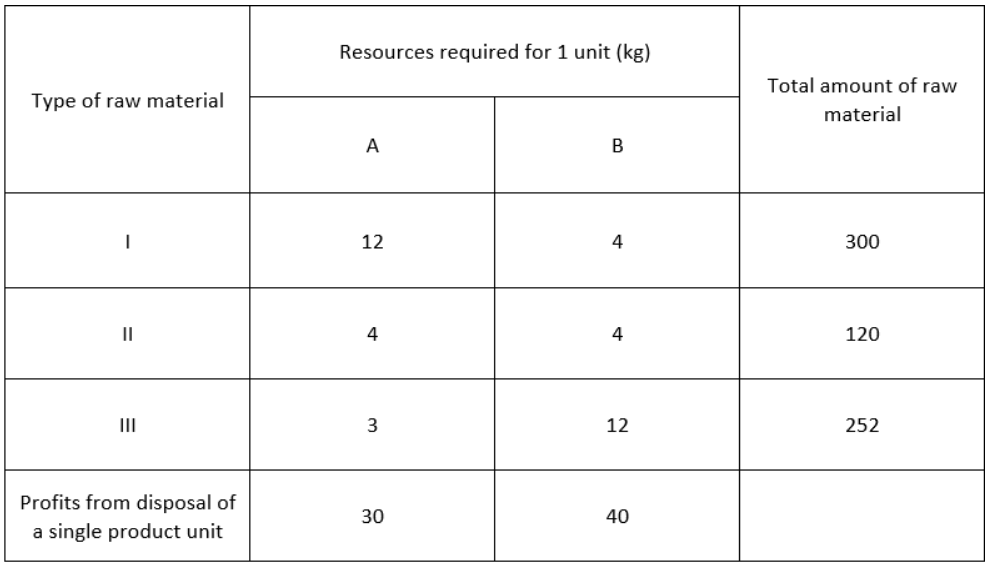 Type of raw material
Resources required for 1 unit (kg)
Total amount of raw
material
A
B
I
12
4
300
II
4
4
120
III
3
12
252
Profits from disposal of
a single product unit
30
40